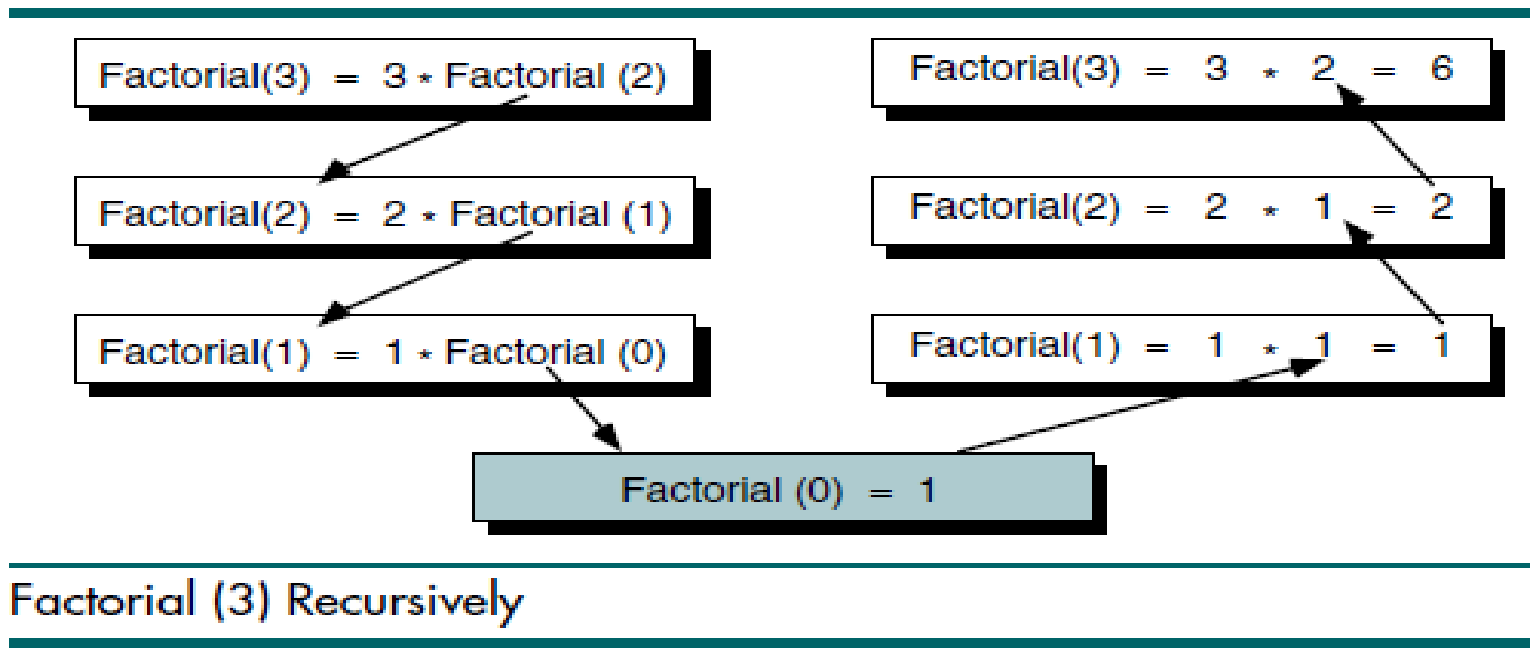 Factorial(3) = 3 * Factorial (2)
Factorial(2) = 2 * Factorial (1)
Factorial(1) = 1 * Factorial (0)
Factorial (0) = 1
Factorial(1) = 1 * 1 = 1
Factorial(2) = 2 * 1 = 2
Factorial(3) = 3 * 2 = 6
Factorial (3) Recursively